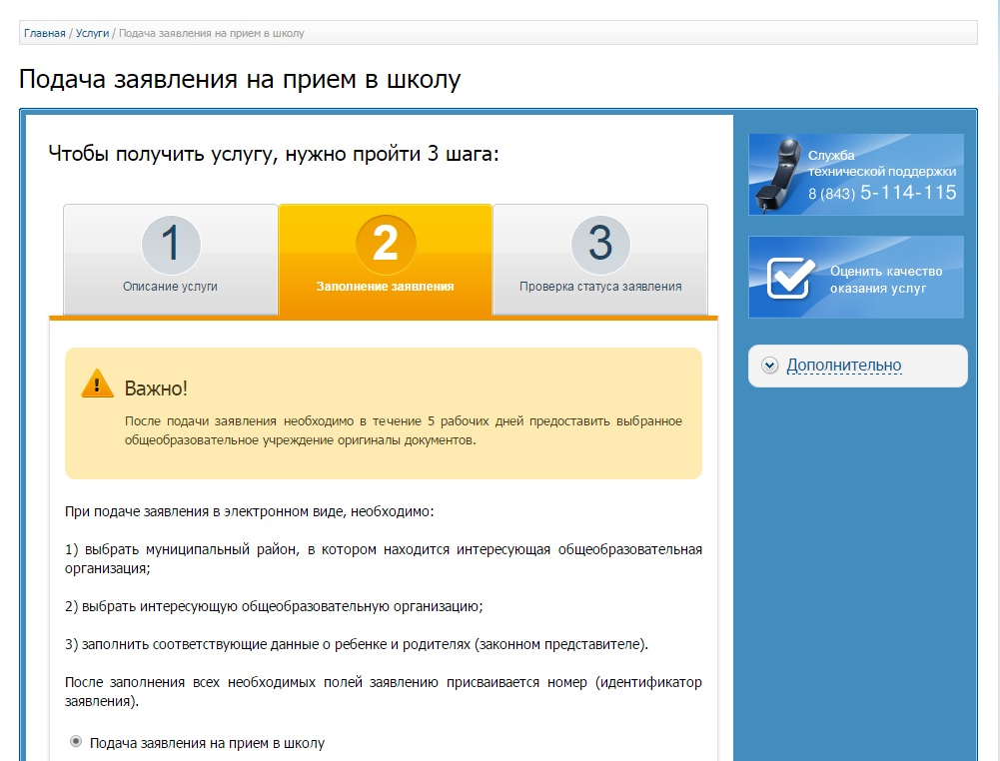 Главная / Услуги / Подача заявления на прием в школу
Подача заявления на прием в школу
Чтобы получить услугу, нужно пройти 3 шага:
1
Описание услуги
2
Заполнение заявления
3
Проверка статуса заявления
Важно!
После подачи заявления необходимо в течение 5 рабочих дней предоставить выбранное
общеобразовательное учреждение оригиналы документов.
При подаче заявления в электронном виде, необходимо:
1) выбрать муниципальный район, в котором находится интересующая общеобразовательная
организация;
2) выбрать интересующую общеобразовательную организацию;
3) заполнить соответствующие данные о ребенке и родителях (законном представителе).
После заполнения всех необходимых полей заявлению присваивается номер (идентификатор
заявления).
Подача заявления на прием в школу
Служба
технической поддержки
8 (843) 5-114-115
Оценить качество
оказания услуг
Дополнительно